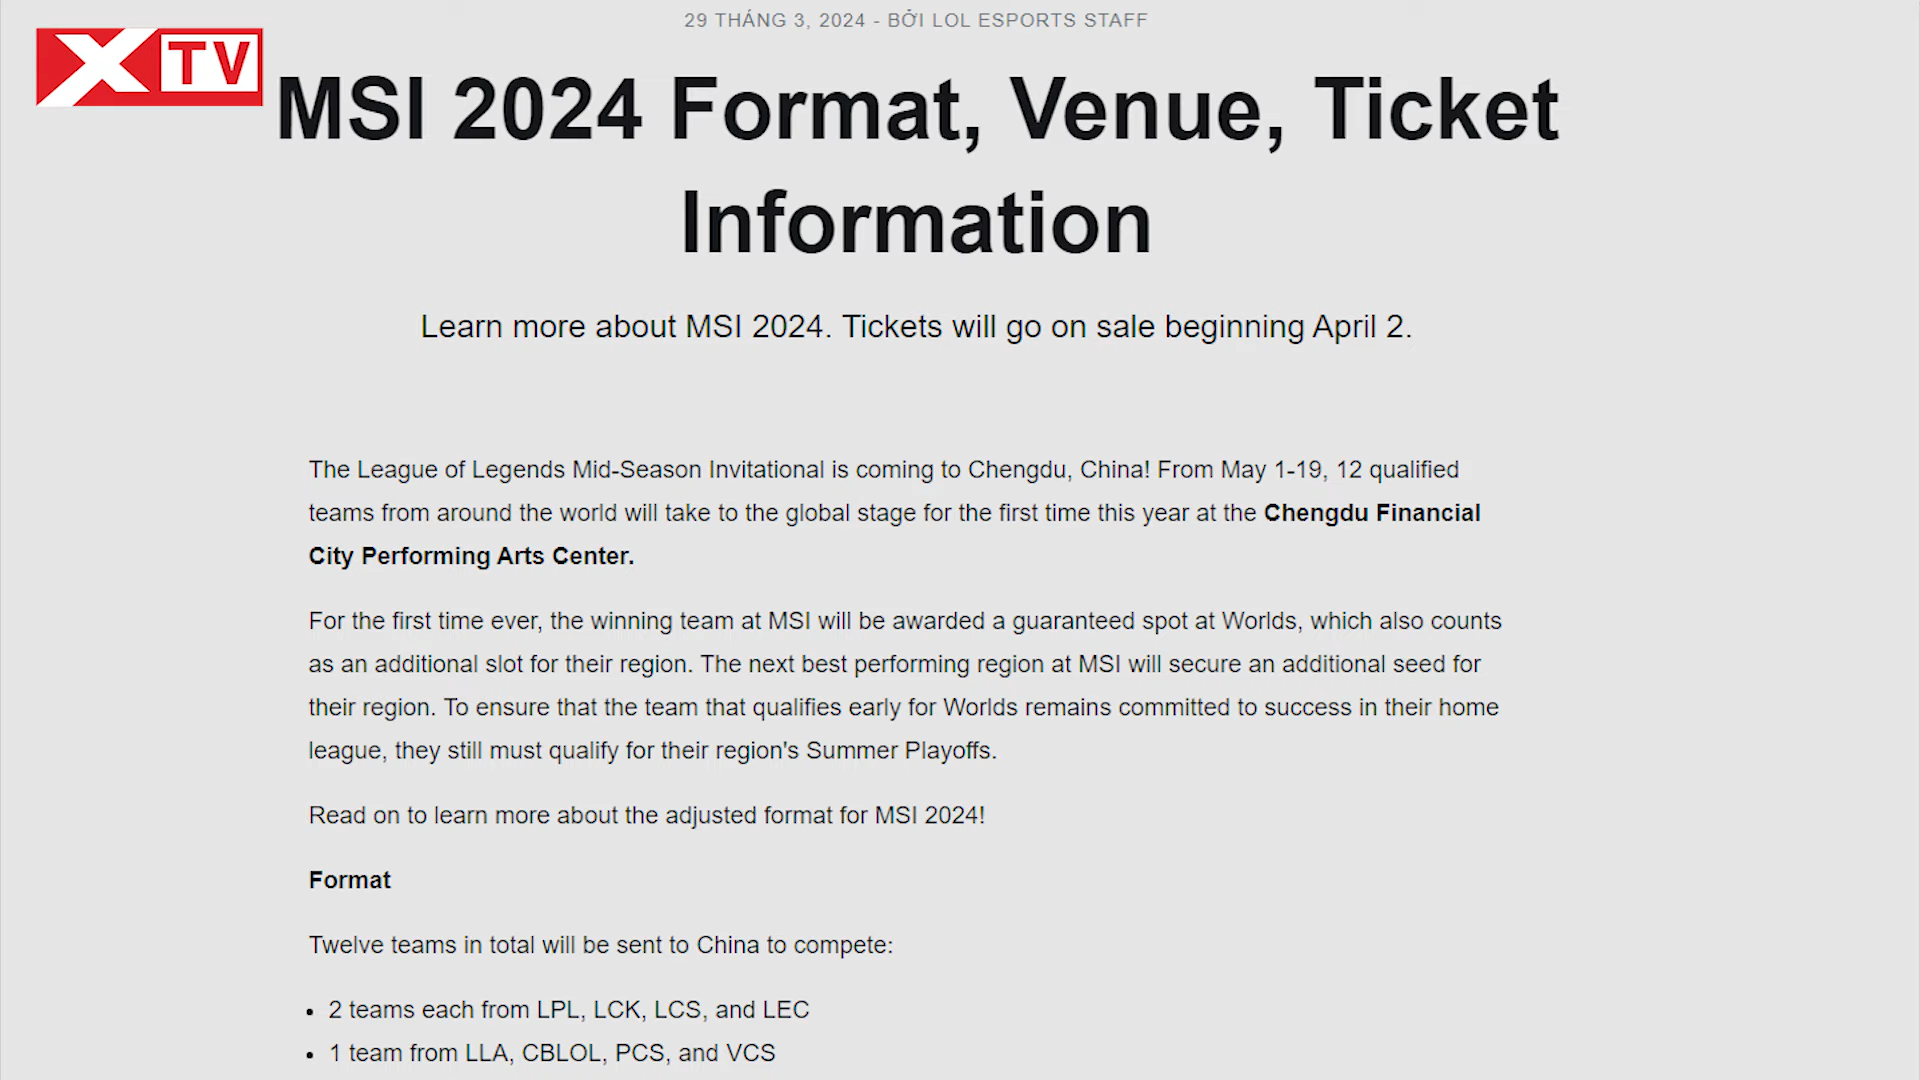 29 THÁNG 3, 2024 - BỞI LOL ESPORTS STAFF
XTV
MSI 2024 Format, Venue, Ticket
Information
Learn more about MSI 2024. Tickets will go on sale beginning April 2.
The League of Legends Mid-Season Invitational is coming to Chengdu, China! From May 1-19, 12 qualified
teams from around the world will take to the global stage for the first time this year at the Chengdu Financial
City Performing Arts Center.
For the first time ever, the winning team at MSI will be awarded a guaranteed spot at Worlds, which also counts
as an additional slot for their region. The next best performing region at MSI will secure an additional seed for
their region. To ensure that the team that qualifies early for Worlds remains committed to success in their home
league, they still must qualify for their region's Summer Playoffs.
Read on to learn more about the adjusted format for MSI 2024!
Format
Twelve teams in total will be sent to China to compete:
• 2 teams each from LPL, LCK, LCS, and LEC
• 1 team from LLA, CBLOL, PCS, and VCS